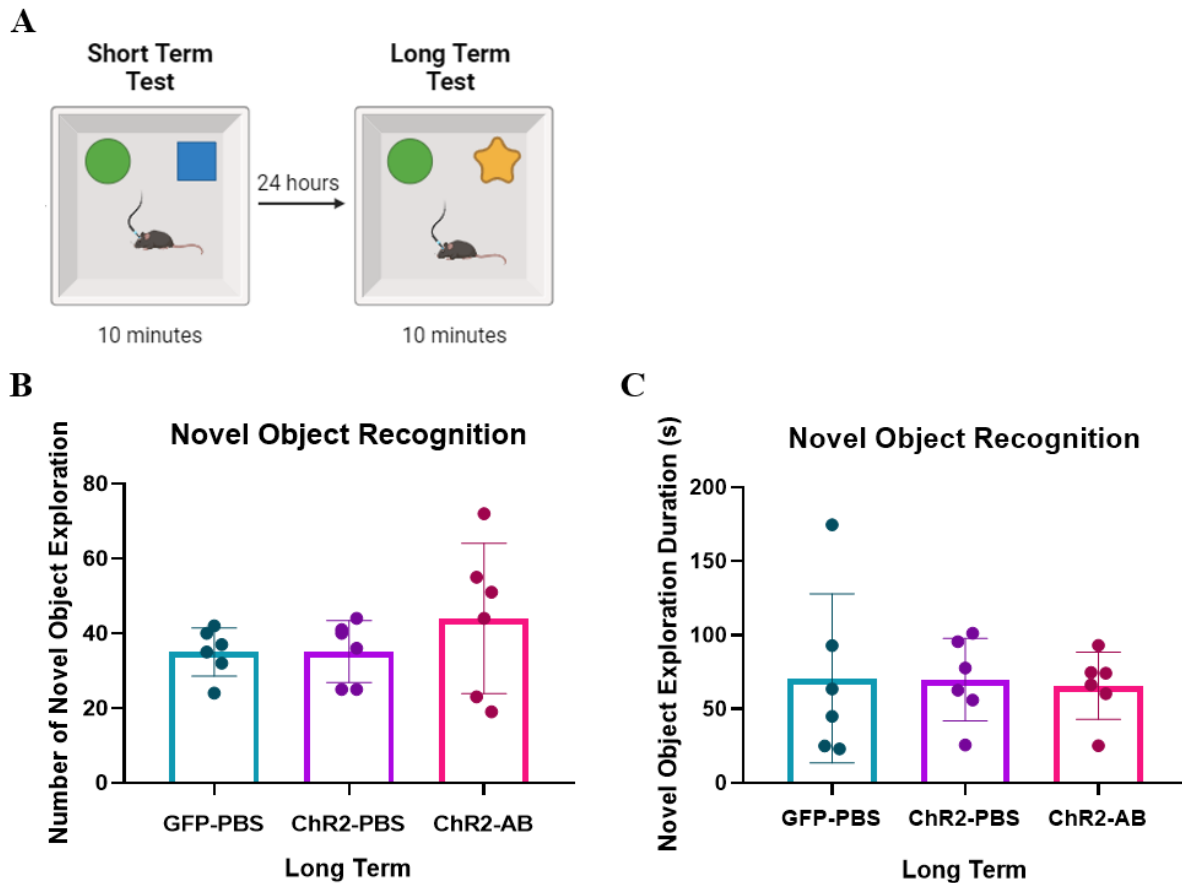 A
Short Term
Test
Long Term
Test
24 hours
10 minutes
10 minutes
B
Novel Object Recognition
Number of Novel Object Exploration
80
60
40
20
0
GFP-PBS
ChR2-PBS
ChR2-AB
Long Term
C
Novel Object Recognition
Novel Object Exploration Duration (s)
200
150
100
50
0
GFP-PBS
ChR2-PBS
ChR2-AB
Long Term